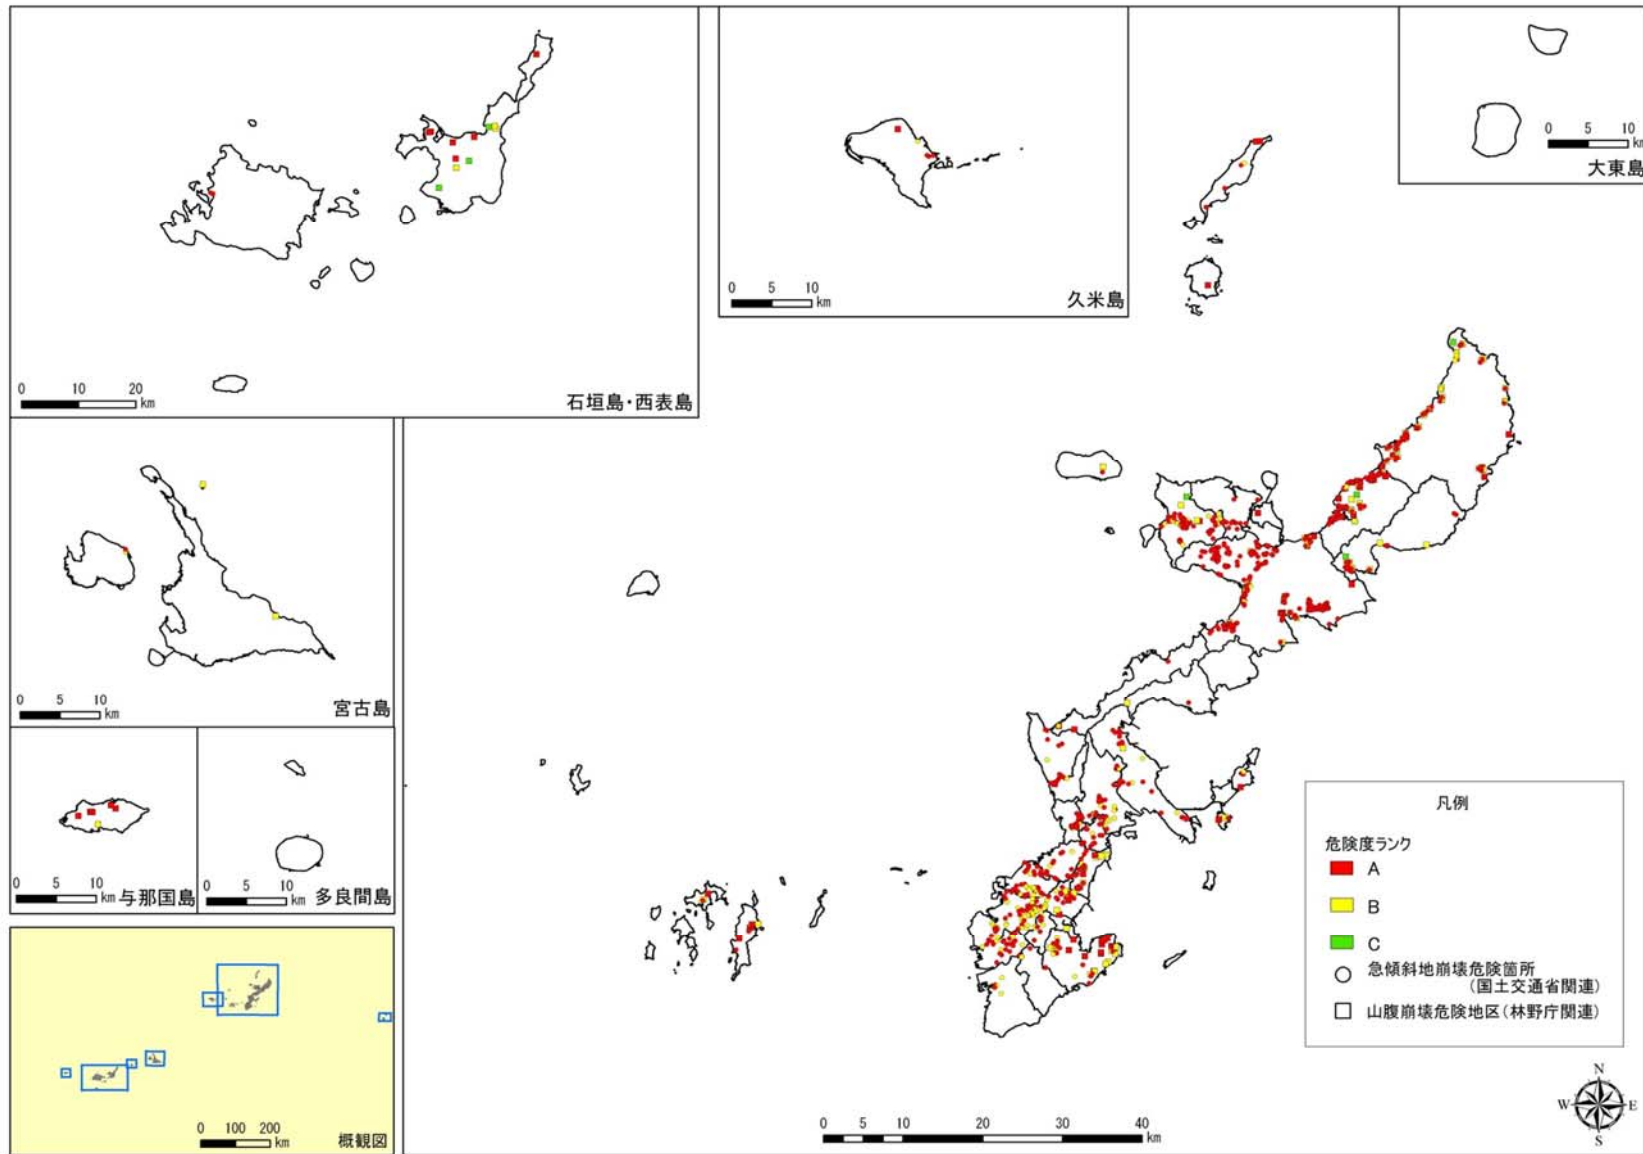 0 10 20
km
石垣島・西表島
0 5 10
km
久米島
0 5 10
km
大東島
0 5 10
km
宮古島
0 5 10
km
与那国島
0 5 10
km
多良間島
0 100 200
km
概観図
凡例
危険度ランク
A
B
C
急傾斜地崩壊危険箇所
(国土交通省関連)
山腹崩壊危険地区(林野庁関連)
N
W E
S
0 5 10 20 30 40
km